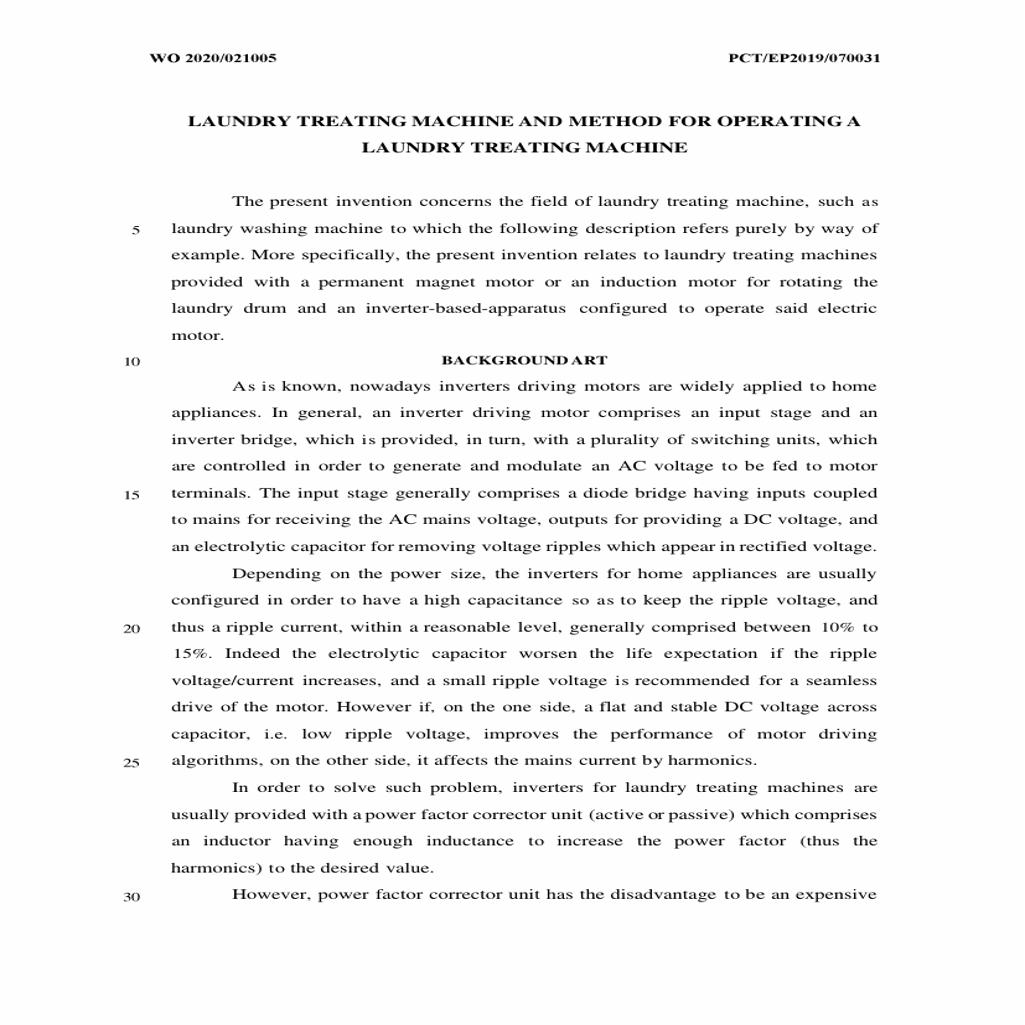 WO 2020/021005 PCT/EP2019/070031
LAUNDRY TREATING MACHINE AND METHOD FOR OPERATING A
LAUNDRY TREATING MACHINE
The present invention concerns the field of laundry treating machine, such as
5 laundry washing machine to which the following description refers purely by way of
example. More specifically, the present invention relates to laundry treating machines
provided with a permanent magnet motor or an induction motor for rotating the
laundry drum and an inverter-based-apparatus configured to operate said electric
motor.
10 BACKGROUND ART
As is known, nowadays inverters driving motors are widely applied to home
appliances. In general, an inverter driving motor comprises an input stage and an
inverter bridge, which is provided, in turn, with a plurality of switching units, which
are controlled in order to generate and modulate an AC voltage to be fed to motor
15 terminals. The input stage generally comprises a diode bridge having inputs coupled
to mains for receiving the AC mains voltage, outputs for providing a DC voltage, and
an electrolytic capacitor for removing voltage ripples which appear in rectified voltage.
Depending on the power size, the inverters for home appliances are usually
configured in order to have a high capacitance so as to keep the ripple voltage, and
20 thus a ripple current, within a reasonable level, generally comprised between 10% to
15%. Indeed the electrolytic capacitor worsen the life expectation if the ripple
voltage/current increases, and a small ripple voltage is recommended for a seamless
drive of the motor. However if, on the one side, a flat and stable DC voltage across
capacitor, i.e. low ripple voltage, improves the performance of motor driving
25 algorithms, on the other side, it affects the mains current by harmonics.
In order to solve such problem, inverters for laundry treating machines are
usually provided with a power factor corrector unit (active or passive) which comprises
an inductor having enough inductance to increase the power factor (thus the
harmonics) to the desired value.
30 However, power factor corrector unit has the disadvantage to be an expensive